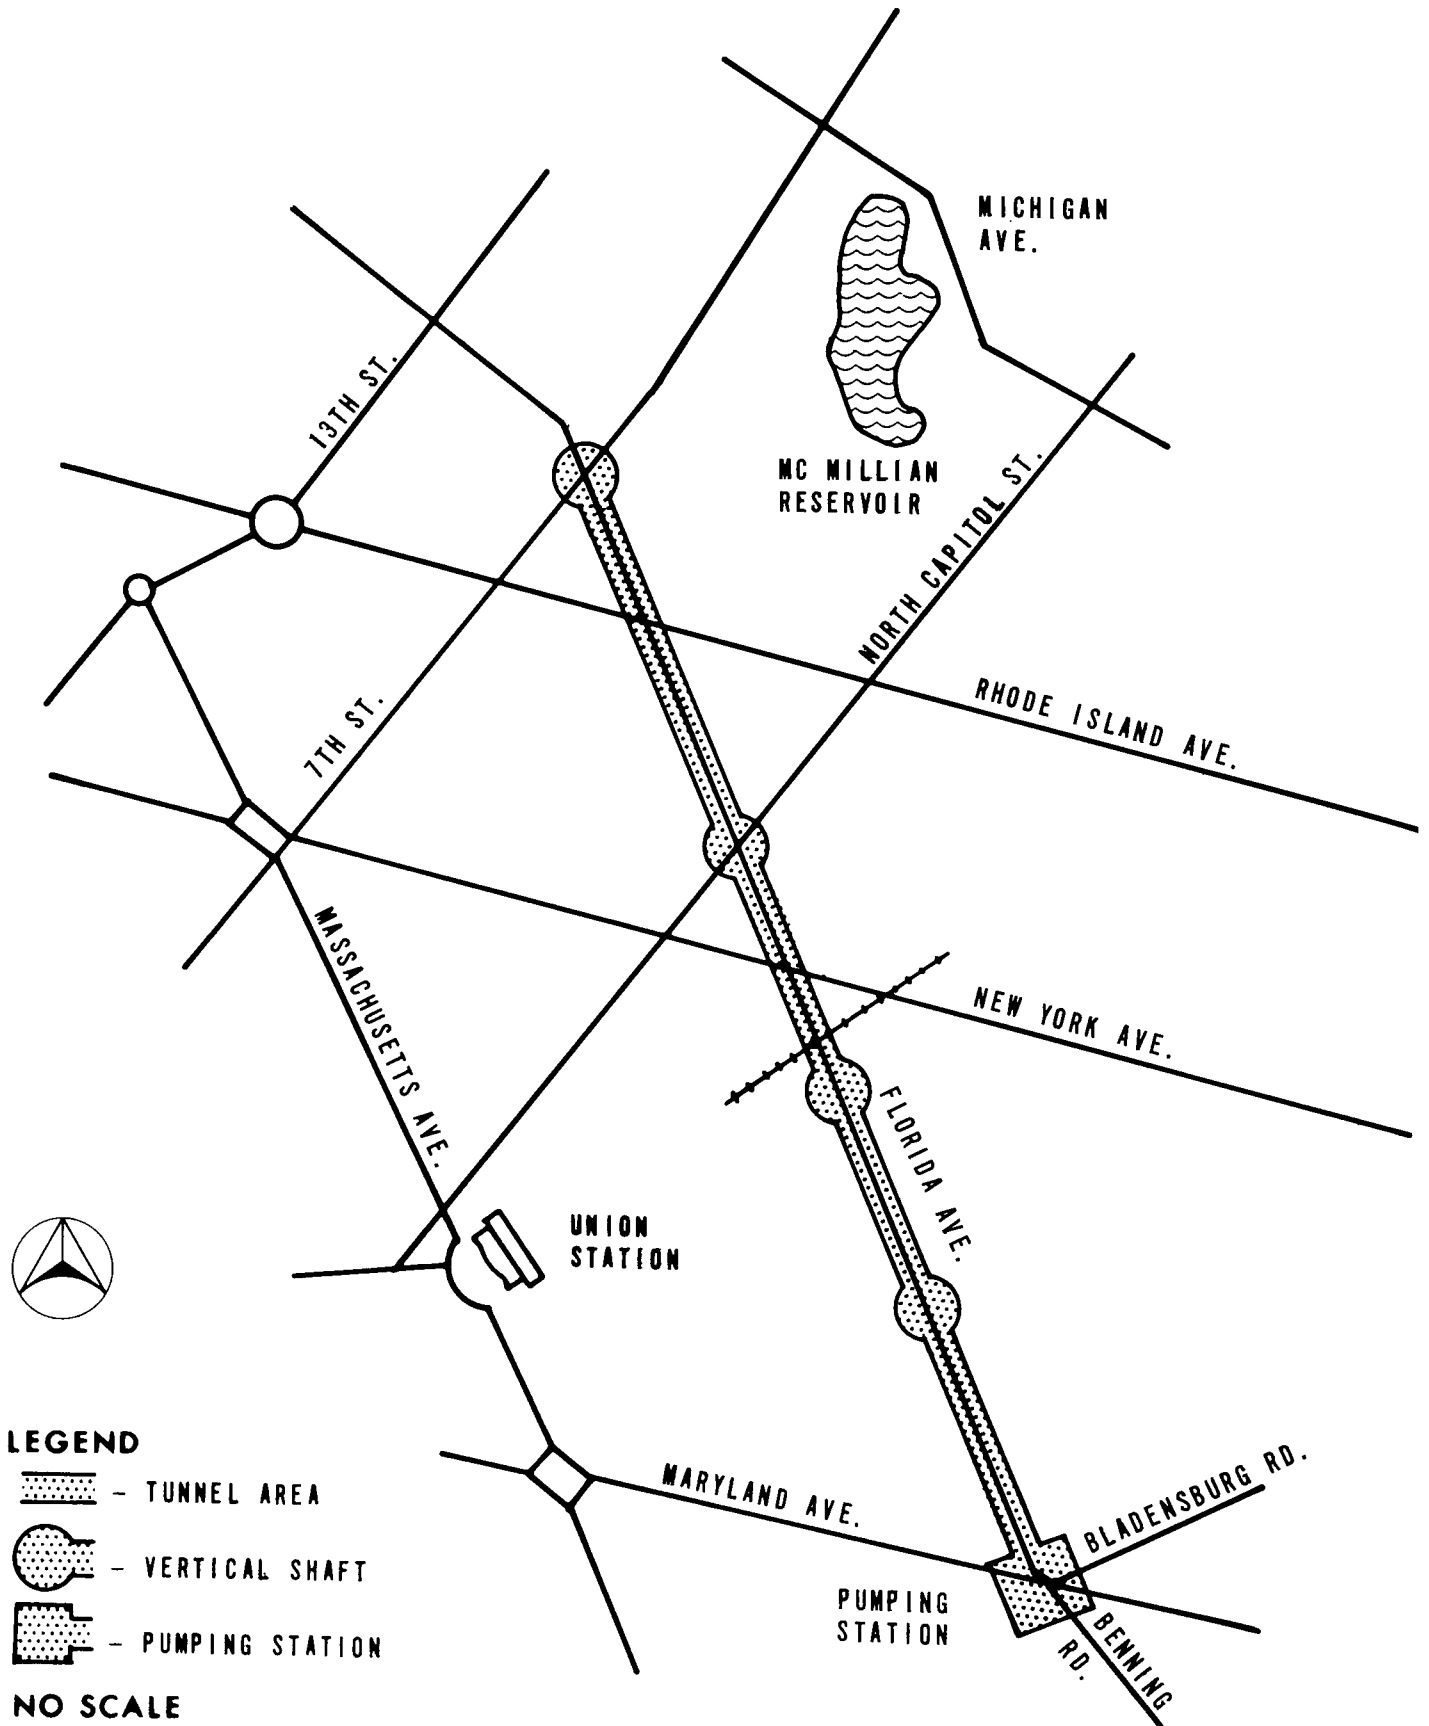 MICHIGAN
AVE.
13TH ST.
MC MILLIAN
RESERVOIR
NORTH CAPITOL ST.
RHODE ISLAND AVE.
7TH ST.
MASSACHUSETTS AVE.
NEW YORK AVE.
FLORIDA AVE.
UNION
STATION
LEGEND
- TUNNEL AREA
- VERTICAL SHAFT
- PUMPING STATION
NO SCALE
MARYLAND AVE.
BLADENSBURG RD.
PUMPING
STATION
BENNING
RD.